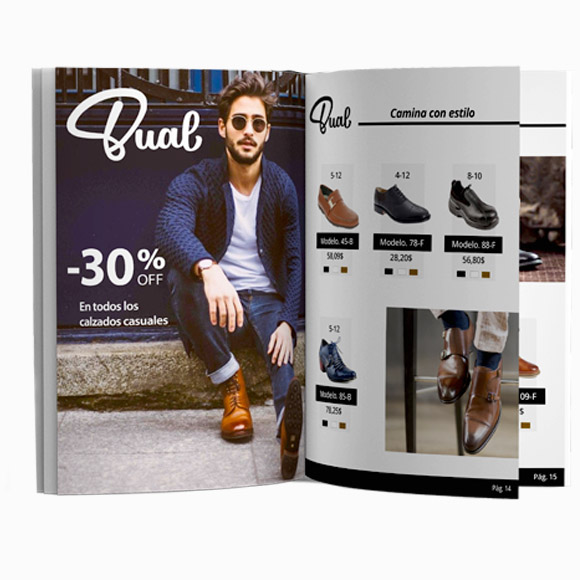 Bual
-30%
OFF
En todos los
calzados casuales
Bual
Camina con estilo
5-12
4-12
8-10
Modelo. 45-B
Modelo. 78-F
Modelo. 88-F
58,09$
28,20$
56,80$
5-12
Modelo. 85-B
78,25$
09-F
Pág. 14
Pág. 15